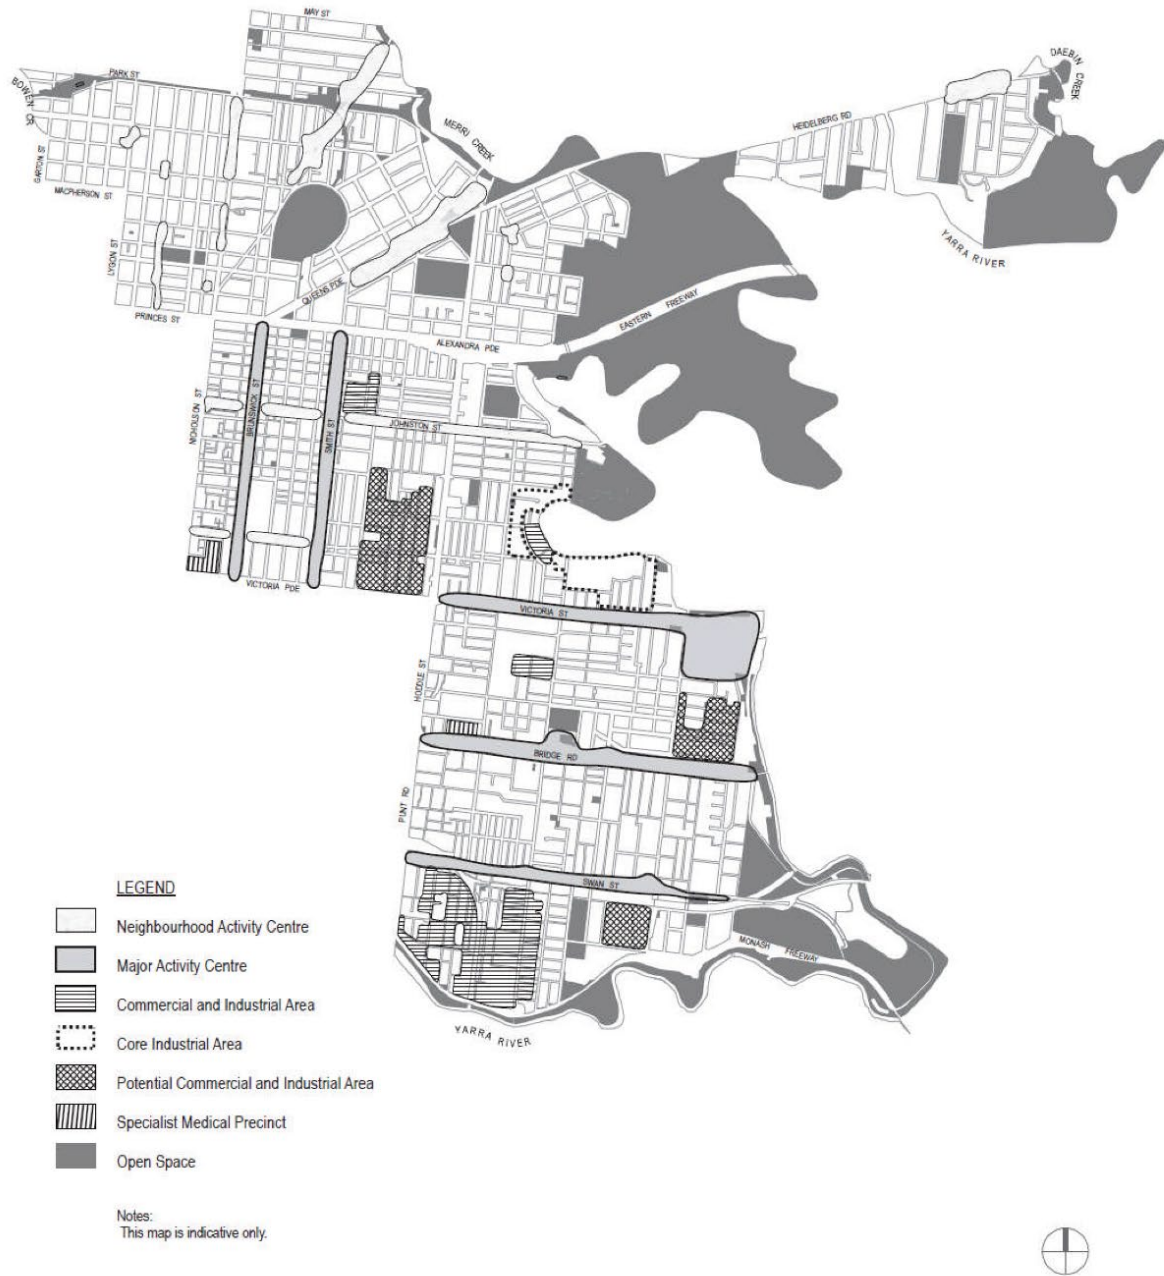 MAY ST
PARK ST
BOWEN CR
DAEBIN CREEK
HEIDELBERG RD
MERRI CREEK
GARTON ES
MACPHERSON ST
LYGON ST
YARRA RIVER
QUEENS PDE
PRINCES ST
EASTERN FREEWAY
ALEXANDRA PDE
NICHOLSON ST
BRUNSWICK ST
SMITH ST
JOHNSTON ST
VICTORIA PDE
VICTORIA ST
HODDLE ST
BRIDGE RD
PUNT RD
SWAN ST
MONASH FREEWAY
YARRA RIVER
LEGEND
Neighbourhood Activity Centre
Major Activity Centre
Commercial and Industrial Area
Core Industrial Area
Potential Commercial and Industrial Area
Specialist Medical Precinct
Open Space
Notes:
This map is indicative only.